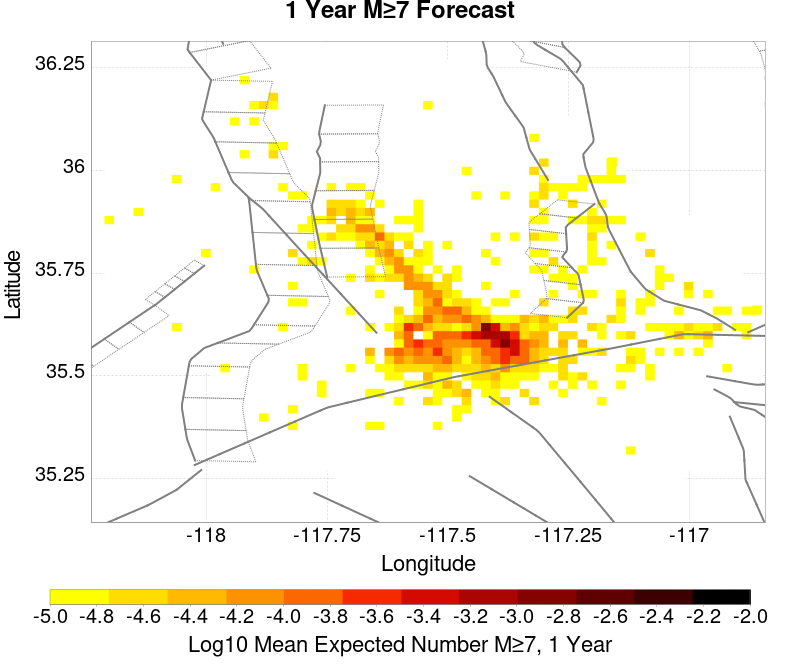 1 Year M≥7 Forecast
36.25
36
35.75
35.5
35.25
Latitude
-118 -117.75 -117.5 -117.25 -117
Longitude
-5.0 -4.8 -4.6 -4.4 -4.2 -4.0 -3.8 -3.6 -3.4 -3.2 -3.0 -2.8 -2.6 -2.4 -2.2 -2.0
Log10 Mean Expected Number M≥7, 1 Year